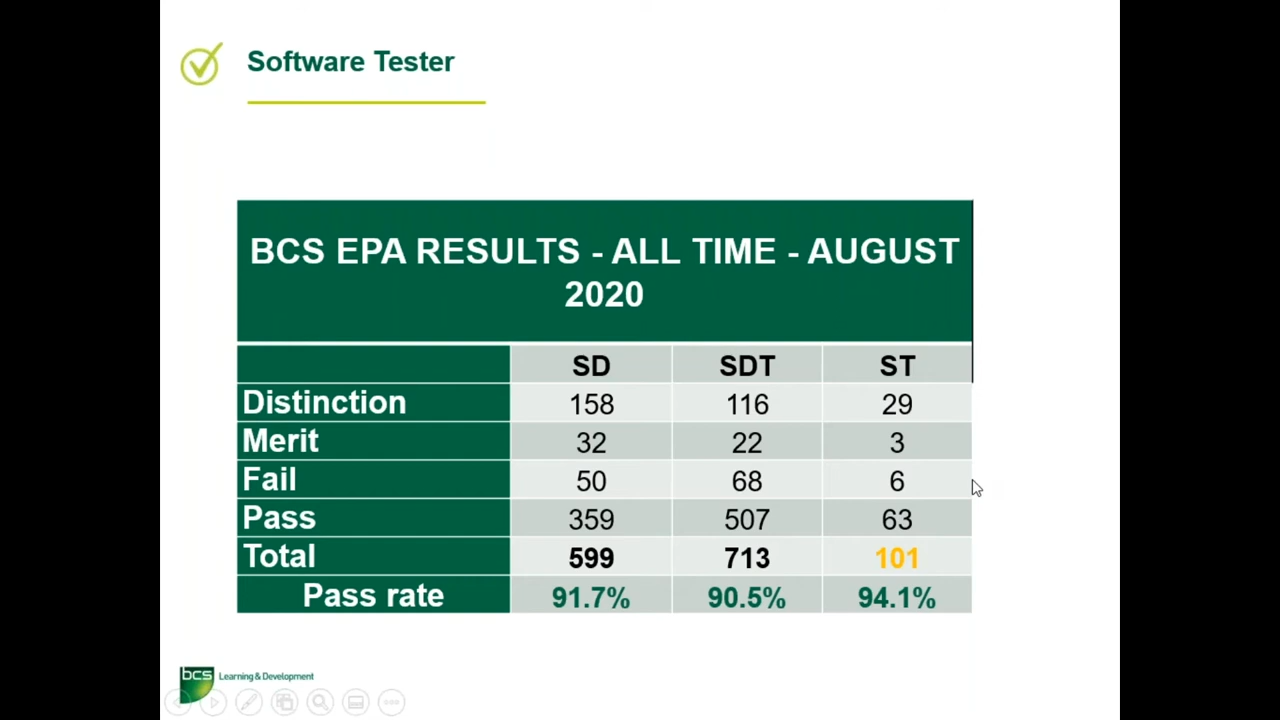 Software Tester
BCS EPA RESULTS - ALL TIME - AUGUST
2020
SD SDT ST
Distinction 158 116 29
Merit 32 22 3
Fail 50 68 6
Pass 359 507 63
Total 599 713 101
Pass rate 91.7% 90.5% 94.1%
bcs Learning & Development